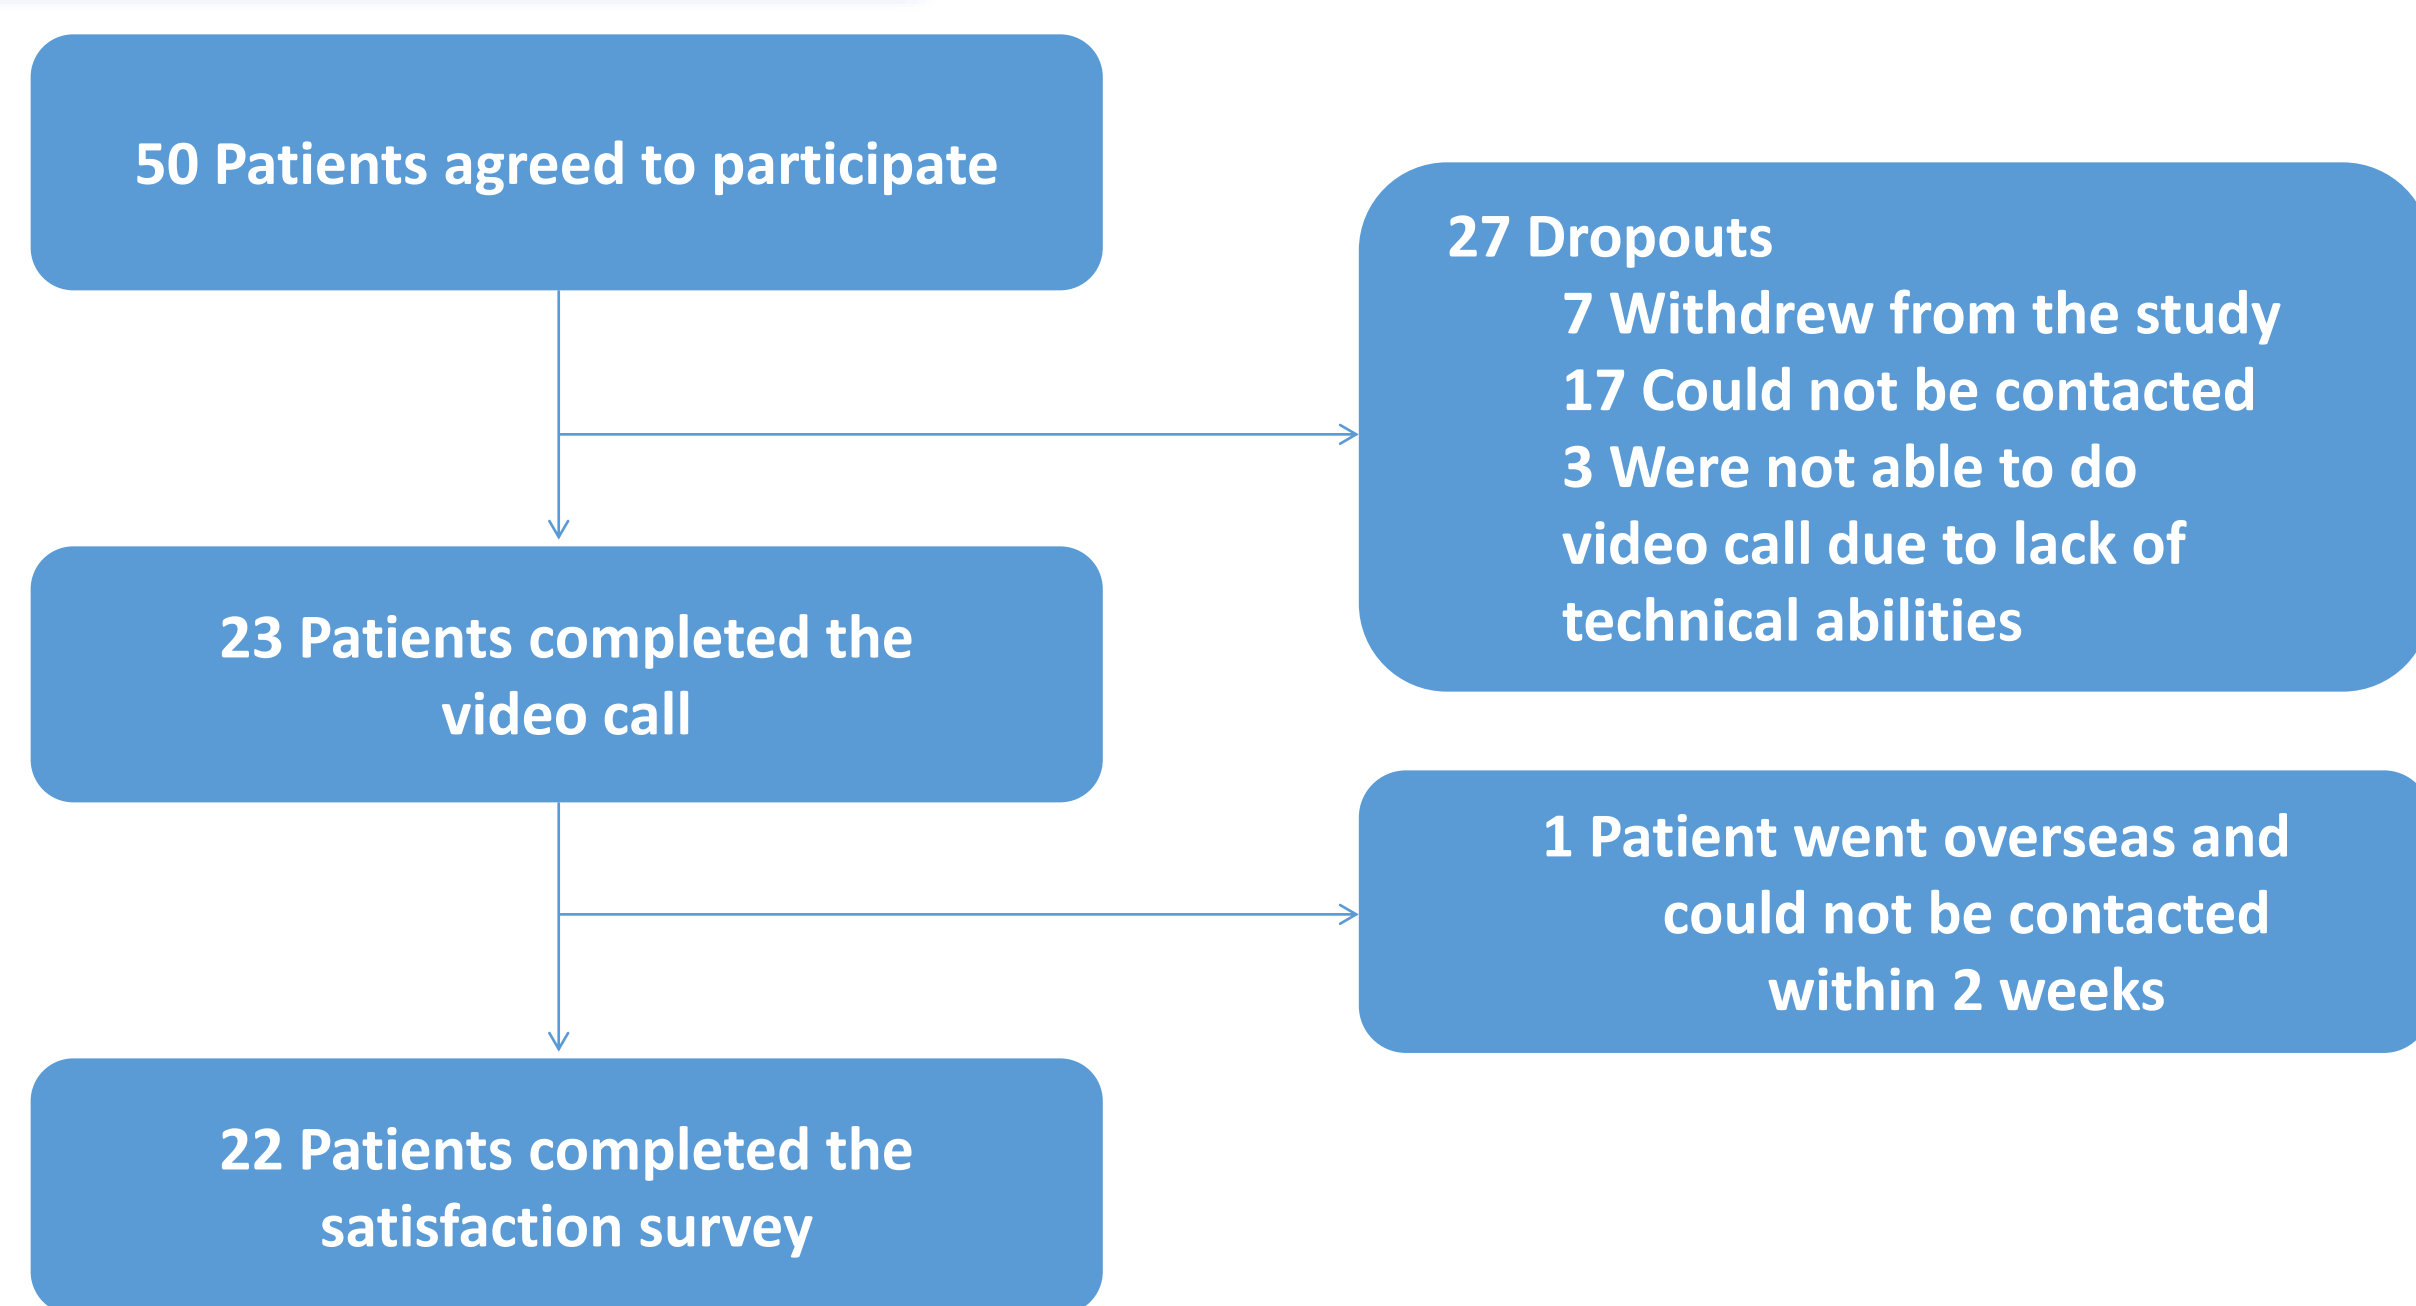 50 Patients agreed to participate
27 Dropouts
7 Withdrew from the study
17 Could not be contacted
3 Were not able to do
video call due to lack of
technical abilities
23 Patients completed the
video call
1 Patient went overseas and
could not be contacted
within 2 weeks
22 Patients completed the
satisfaction survey